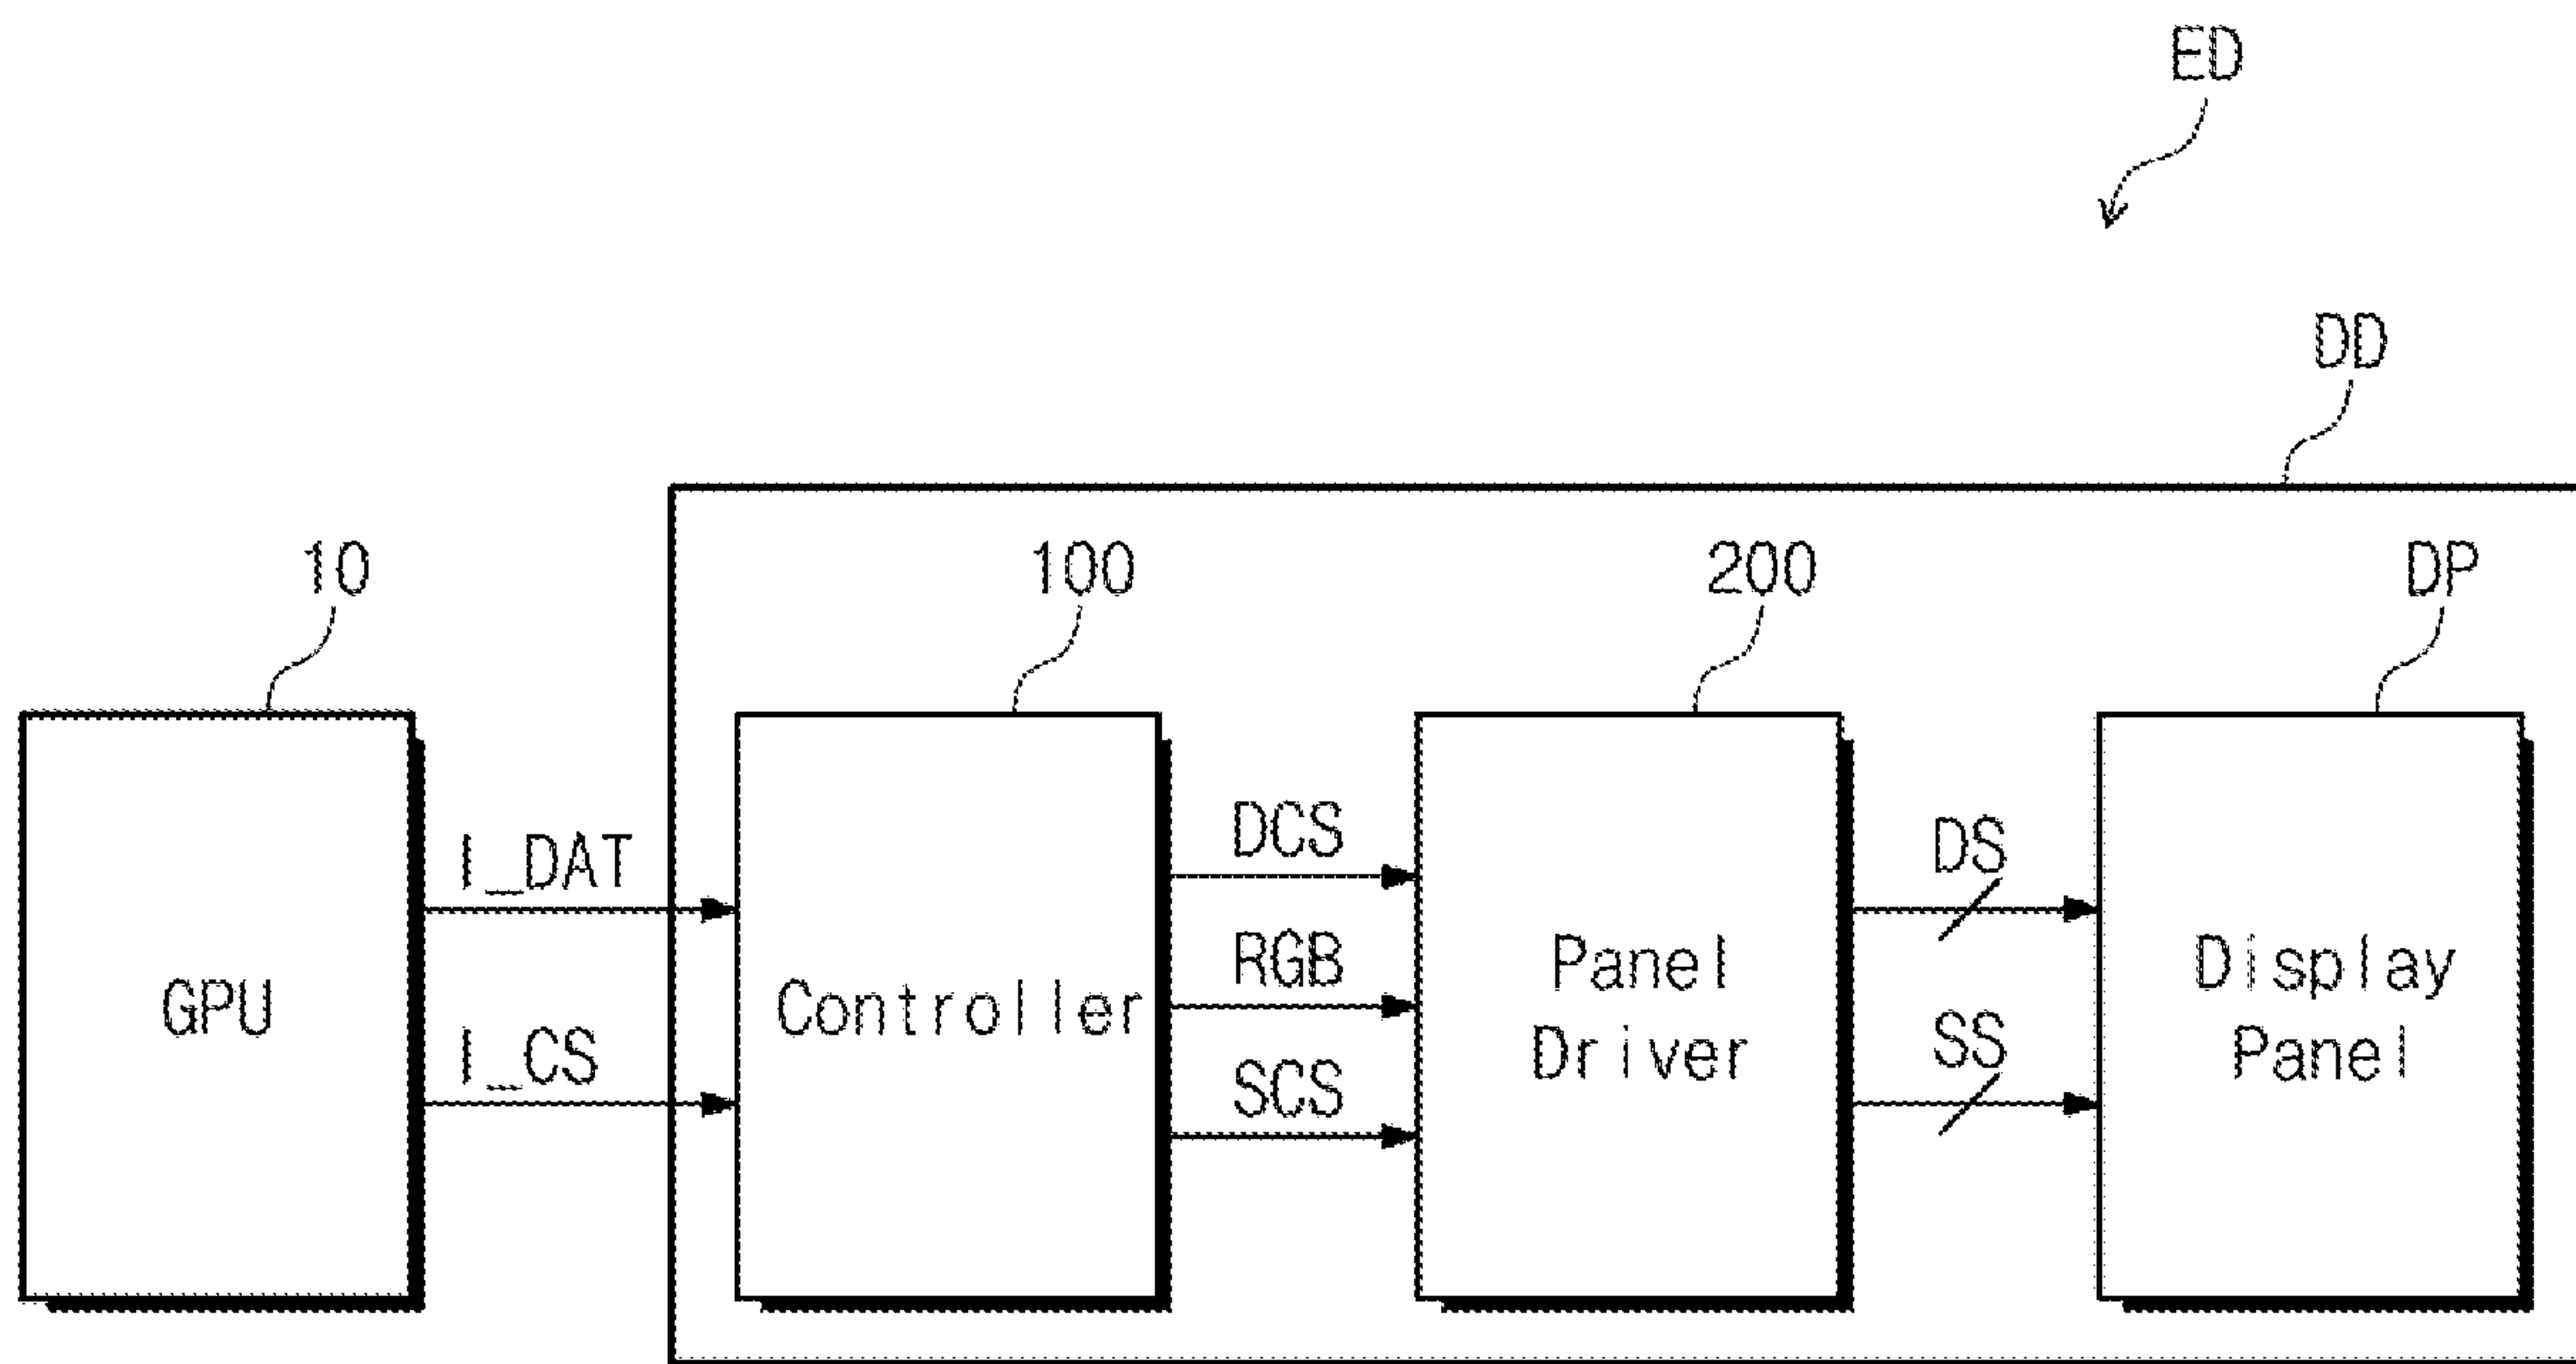 ED
DD
10
100
200
DP
I_DAT
I_CS
DCS
RGB
SCS
DS
SS
GPU
Controller
Panel
Driver
Display
Panel